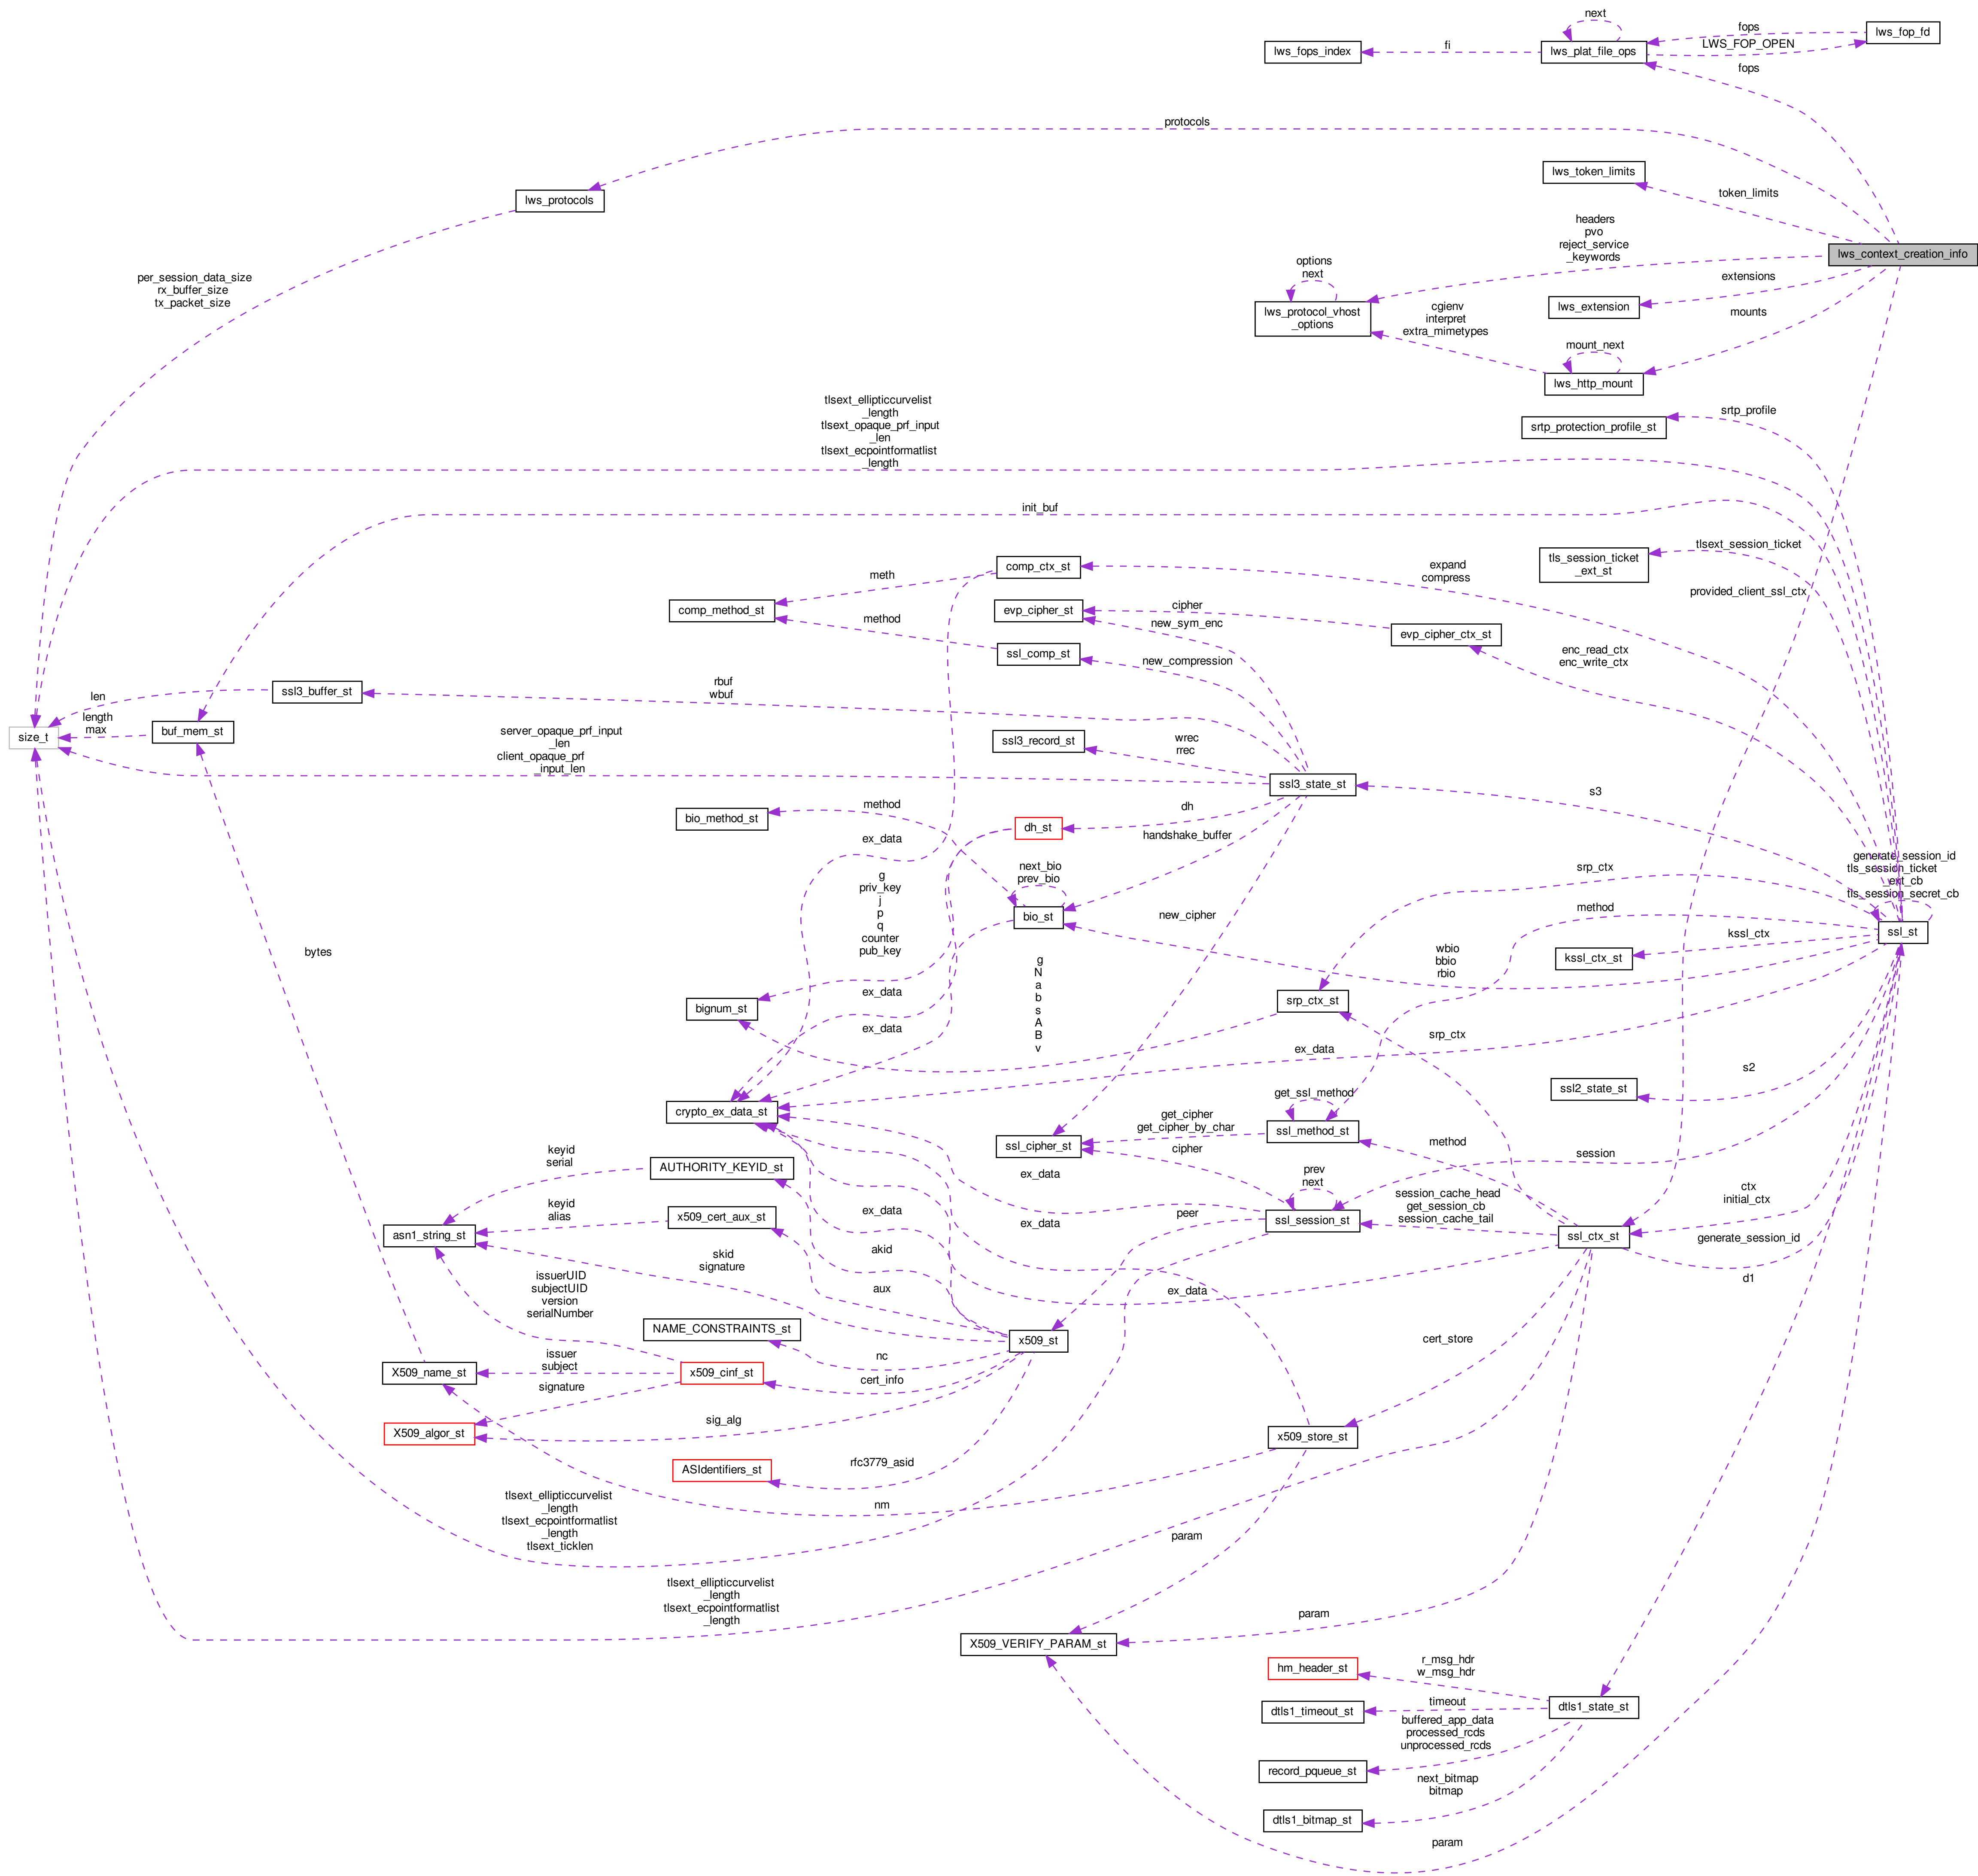 next
fops
lws_fop_fd
lws_fops_index
fi
lws_plat_file_ops
LWS_FOP_OPEN
fops
protocols
lws_token_limits
token_limits
lws_protocols
headers
pvo
reject_service
_keywords
lws_context_creation_info
options
next
extensions
per_session_data_size
rx_buffer_size
tx_packet_size
lws_protocol_vhost
_options
cgienv
interpret
extra_mimetypes
lws_extension
mounts
mount_next
lws_http_mount
tlsext_ellipticcurvelist
_length
tlsext_opaque_prf_input
_len
tlsext_ecpointformatlist
_length
srtp_profile
srtp_protection_profile_st
init_buf
tlsext_session_ticket
tls_session_ticket
_ext_st
comp_ctx_st
expand
compress
meth
provided_client_ssl_ctx
comp_method_st
evp_cipher_st
cipher
method
new_sym_enc
evp_cipher_ctx_st
ssl_comp_st
new_compression
enc_read_ctx
enc_write_ctx
rbuf
wbuf
ssl3_buffer_st
len
length
max
size_t
buf_mem_st
server_opaque_prf_input
_len
client_opaque_prf
_input_len
ssl3_record_st
wrec
rrec
ssl3_state_st
s3
bio_method_st
method
dh_st
dh
handshake_buffer
ex_data
g
priv_key
j
p
q
counter
pub_key
next_bio
prev_bio
bio_st
new_cipher
srp_ctx
generate_session_id
tls_session_ticket
_ext_cb
tls_session_secret_cb
method
ssl_st
kssl_ctx
kssl_ctx_st
wbio
bbio
rbio
bytes
ex_data
bignum_st
ex_data
g
N
a
b
s
A
B
v
srp_ctx_st
srp_ctx
ex_data
s2
ssl2_state_st
crypto_ex_data_st
get_ssl_method
get_cipher
get_cipher_by_char
ssl_method_st
ssl_cipher_st
cipher
method
session
keyid
serial
AUTHORITY_KEYID_st
ex_data
prev
next
ctx
initial_ctx
keyid
alias
x509_cert_aux_st
ex_data
ex_data
peer
ssl_session_st
session_cache_head
get_session_cb
session_cache_tail
asn1_string_st
ssl_ctx_st
generate_session_id
skid
signature
akid
issuerUID
subjectUID
version
serialNumber
aux
ex_data
d1
NAME_CONSTRAINTS_st
x509_st
cert_store
nc
X509_name_st
issuer
subject
x509_cinf_st
cert_info
signature
X509_algor_st
sig_alg
x509_store_st
ASIdentifiers_st
rfc3779_asid
tlsext_ellipticcurvelist
_length
tlsext_ecpointformatlist
_length
tlsext_ticklen
nm
param
tlsext_ellipticcurvelist
_length
tlsext_ecpointformatlist
_length
param
X509_VERIFY_PARAM_st
hm_header_st
r_msg_hdr
w_msg_hdr
dtls1_timeout_st
timeout
dtls1_state_st
buffered_app_data
processed_rcds
unprocessed_rcds
record_pqueue_st
next_bitmap
bitmap
dtls1_bitmap_st
param